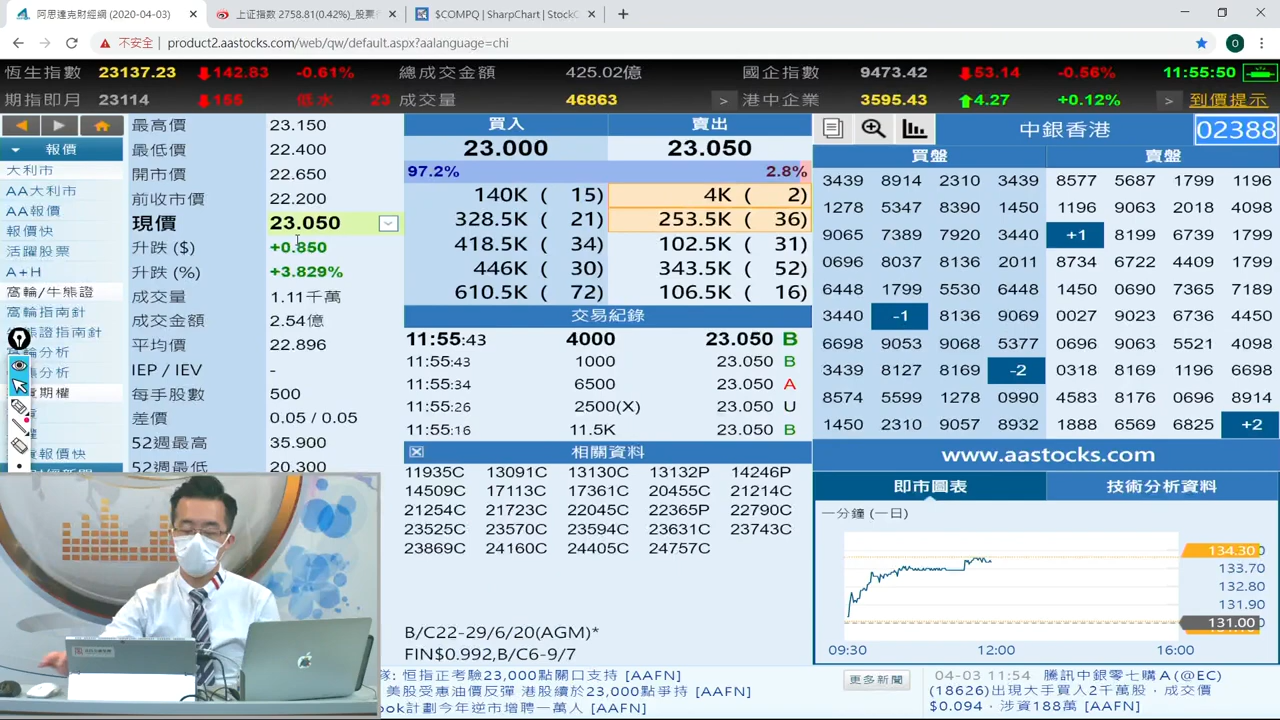 阿思達克財經網 (2020-04-03)
上证指数 2758.81(0.42%)_股票
$COMPQ | SharpChart | StockC
不安全 | product2.aastocks.com/web/qw/default.aspx?aalanguage=chi
恆生指數 23137.23 142.83 -0.61% 總成交金額 425.02億 國企指數 9473.42 53.14 -0.56% 11:55:50
期指即月 23114 155 低水 23 成交量 46863 > 港中企業 3595.43 4.27 +0.12% > 到價提示
報價
大利市
AA大利市
AA報價
報價快
活躍股票
A+H
窩輪/牛熊證
窩輪指南針
熊證指南針
分析
分析
期權
報價快
最高價 23.150
最低價 22.400
開市價 22.650
前收市價 22.200
現價 23.050
升跌 ($) +0.850
升跌 (%) +3.829%
成交量 1.11千萬
成交金額 2.54億
平均價 22.896
IEP / IEV -
每手股數 500
差價 0.05 / 0.05
52週最高 35.900
52週最低 20.300
買入 賣出
23.000 23.050
97.2% 2.8%
140K ( 15) 4K ( 2)
328.5K ( 21) 253.5K ( 36)
418.5K ( 34) 102.5K ( 31)
446K ( 30) 343.5K ( 52)
610.5K ( 72) 106.5K ( 16)
交易紀錄
11:55:43 4000 23.050 B
11:55:43 1000 23.050 B
11:55:34 6500 23.050 A
11:55:26 2500(X) 23.050 U
11:55:16 11.5K 23.050 B
相關資料
11935C 13091C 13130C 13132P 14246P
14509C 17113C 17361C 20455C 21214C
21254C 21723C 22045C 22365P 22790C
23525C 23570C 23594C 23631C 23743C
23869C 24160C 24405C 24757C
B/C22-29/6/20(AGM)*
FIN$0.992,B/C6-9/7
中銀香港 02388
買盤 賣盤
3439 8914 2310 3439 8577 5687 1799 1196
1278 5347 8390 1450 1196 9063 2018 4098
9065 7389 7920 3440 +1 8199 6739 1799
0696 8037 8136 2011 8734 6722 4409 1799
6448 1799 5530 6448 1450 0690 7365 7189
3440 -1 8136 9069 0027 9023 6736 4450
6698 9053 9068 5377 0696 9063 5521 4098
3439 8127 8169 -2 0318 8169 1196 6698
8574 5599 1278 0990 4583 8176 0696 8914
1450 2310 9057 8932 1888 6569 6825 +2
www.aastocks.com
即市圖表 技術分析資料
一分鐘 (一日)
134.30
133.70
132.80
131.90
131.00
09:30 12:00 16:00
: 恒指正考驗23,000點關口支持 [AAFN]
美股受惠油價反彈 港股續於23,000點爭持 [AAFN]
ok計劃今年逆市增聘一萬人 [AAFN]
更多新聞
04-03 11:54 騰訊中銀零七購A(@EC)
(18626)出現大手買入2千萬股，成交價
$0.094，涉資188萬 [AAFN]